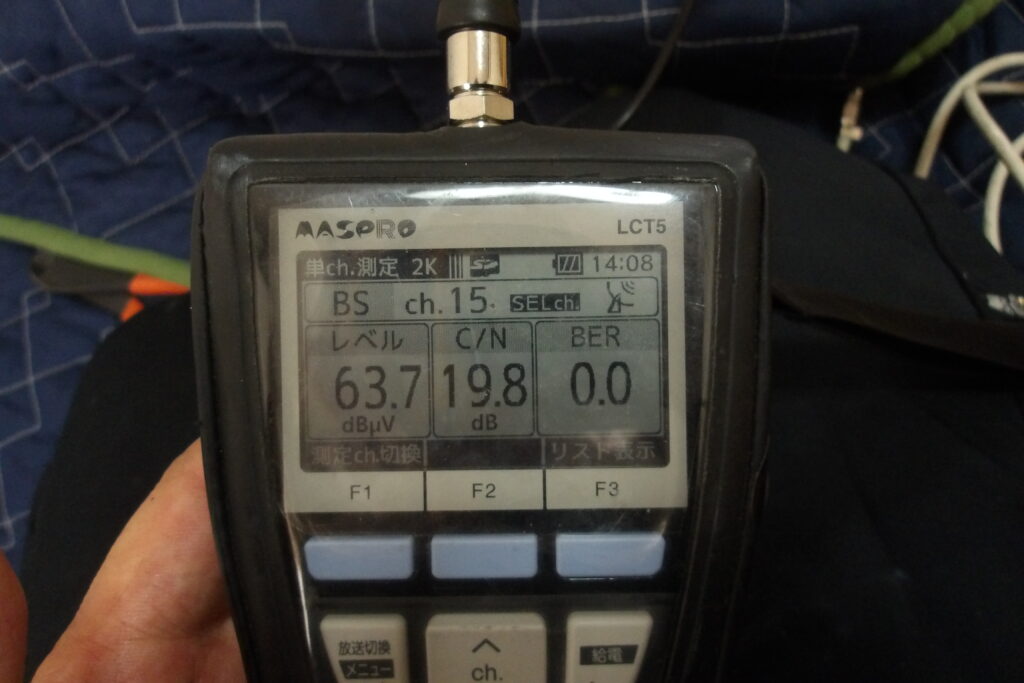 MASPRO LCT5
単ch.測定 2K 14:08
BS ch.15 SELch.
レベル C/N BER
63.7 19.8 0.0
dBμV dB
測定ch.切換 リスト表示
F1 F2 F3
放送切換
メニュー ch. 給電